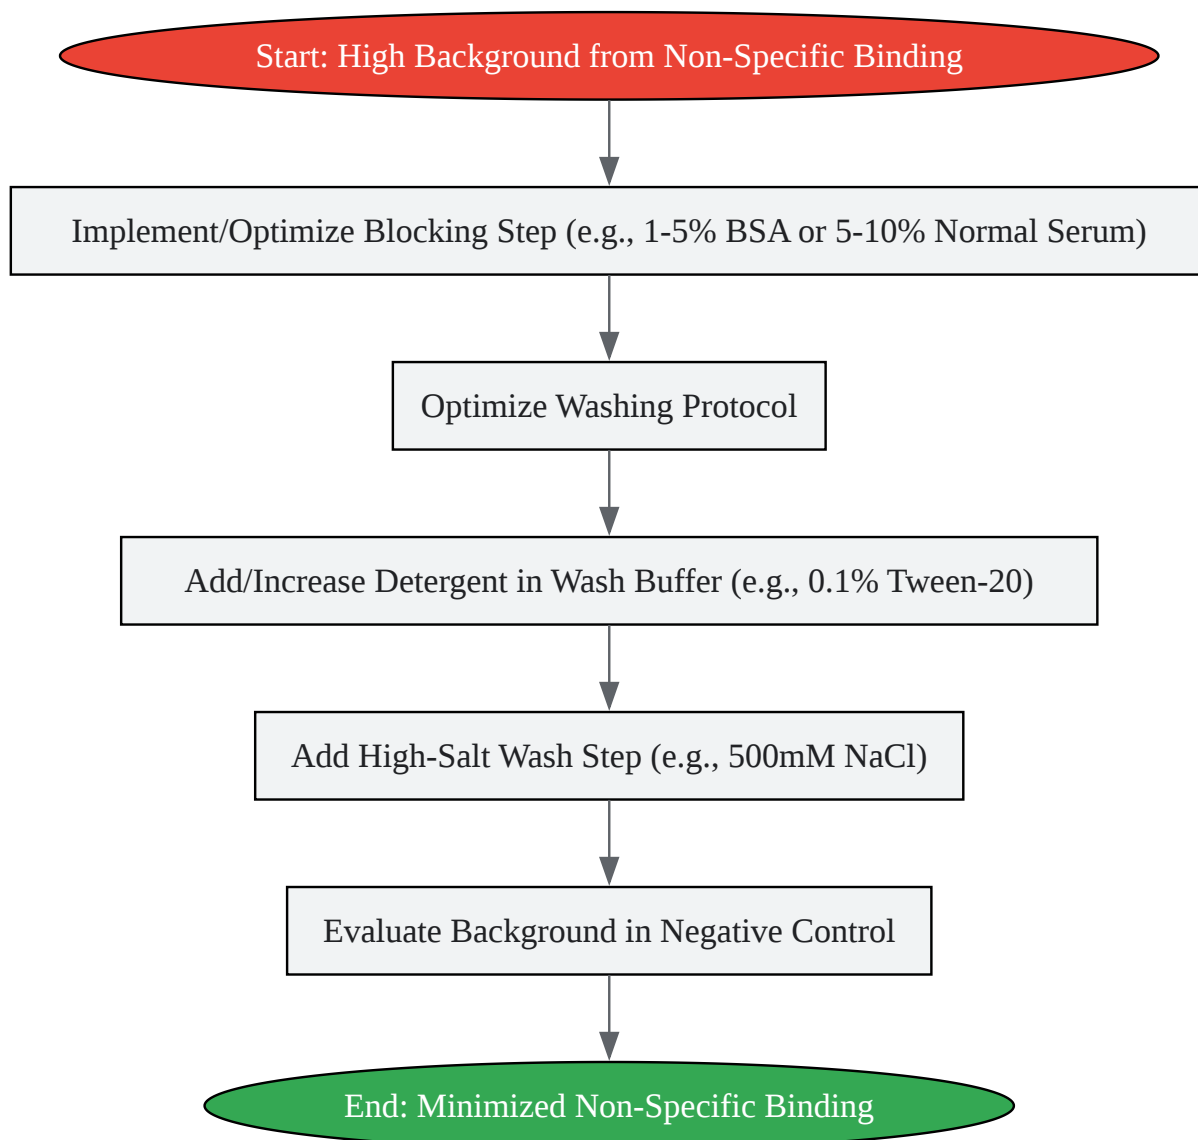 Start: High Background from Non-Specific Binding
Implement/Optimize Blocking Step (e.g., 1-5% BSA or 5-10% Normal Serum)
Optimize Washing Protocol
Add/Increase Detergent in Wash Buffer (e.g., 0.1% Tween-20)
Add High-Salt Wash Step (e.g., 500mM NaCl)
Evaluate Background in Negative Control
End: Minimized Non-Specific Binding